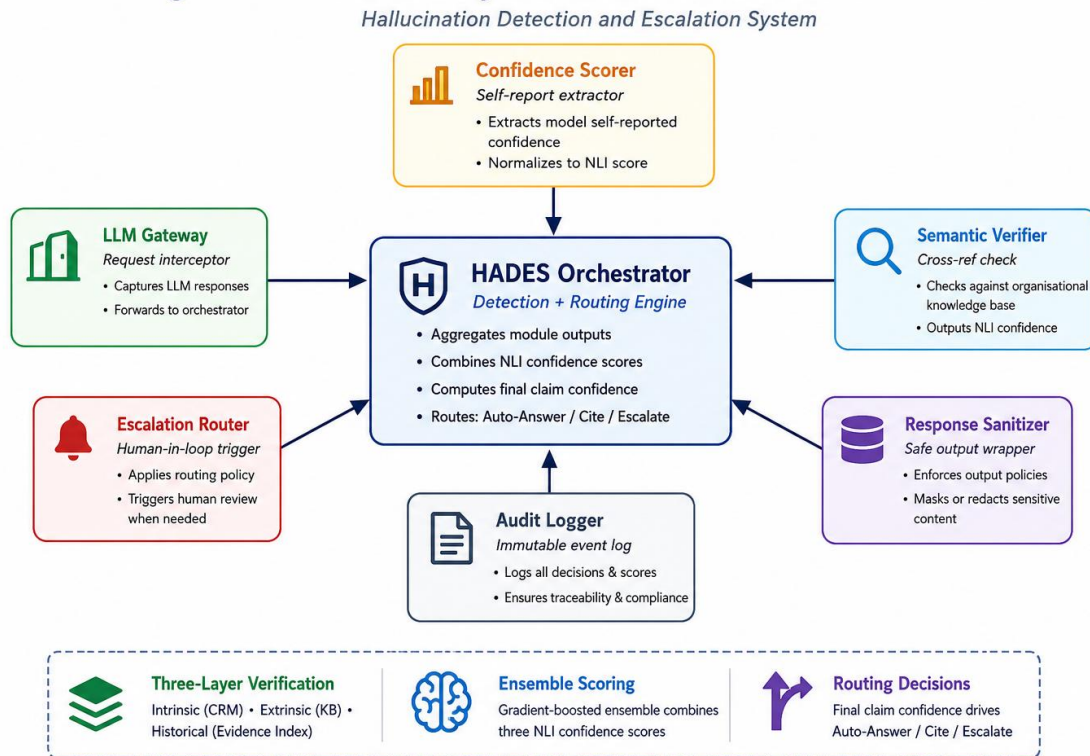 Hallucination Detection and Escalation System
Confidence Scorer
Self-report extractor
• Extracts model self-reported
confidence
• Normalizes to NLI score
LLM Gateway
Request interceptor
• Captures LLM responses
• Forwards to orchestrator
H
HADES Orchestrator
Detection + Routing Engine
• Aggregates module outputs
• Combines NLI confidence scores
• Computes final claim confidence
• Routes: Auto-Answer / Cite / Escalate
Semantic Verifier
Cross-ref check
• Checks against organisational
knowledge base
• Outputs NLI confidence
Escalation Router
Human-in-loop trigger
• Applies routing policy
• Triggers human review
when needed
Response Sanitizer
Safe output wrapper
• Enforces output policies
• Masks or redacts sensitive
content
Audit Logger
Immutable event log
• Logs all decisions & scores
• Ensures traceability & compliance
Three-Layer Verification
Intrinsic (CRM) • Extrinsic (KB) •
Historical (Evidence Index)
Ensemble Scoring
Gradient-boosted ensemble combines
three NLI confidence scores
Routing Decisions
Final claim confidence drives
Auto-Answer / Cite / Escalate